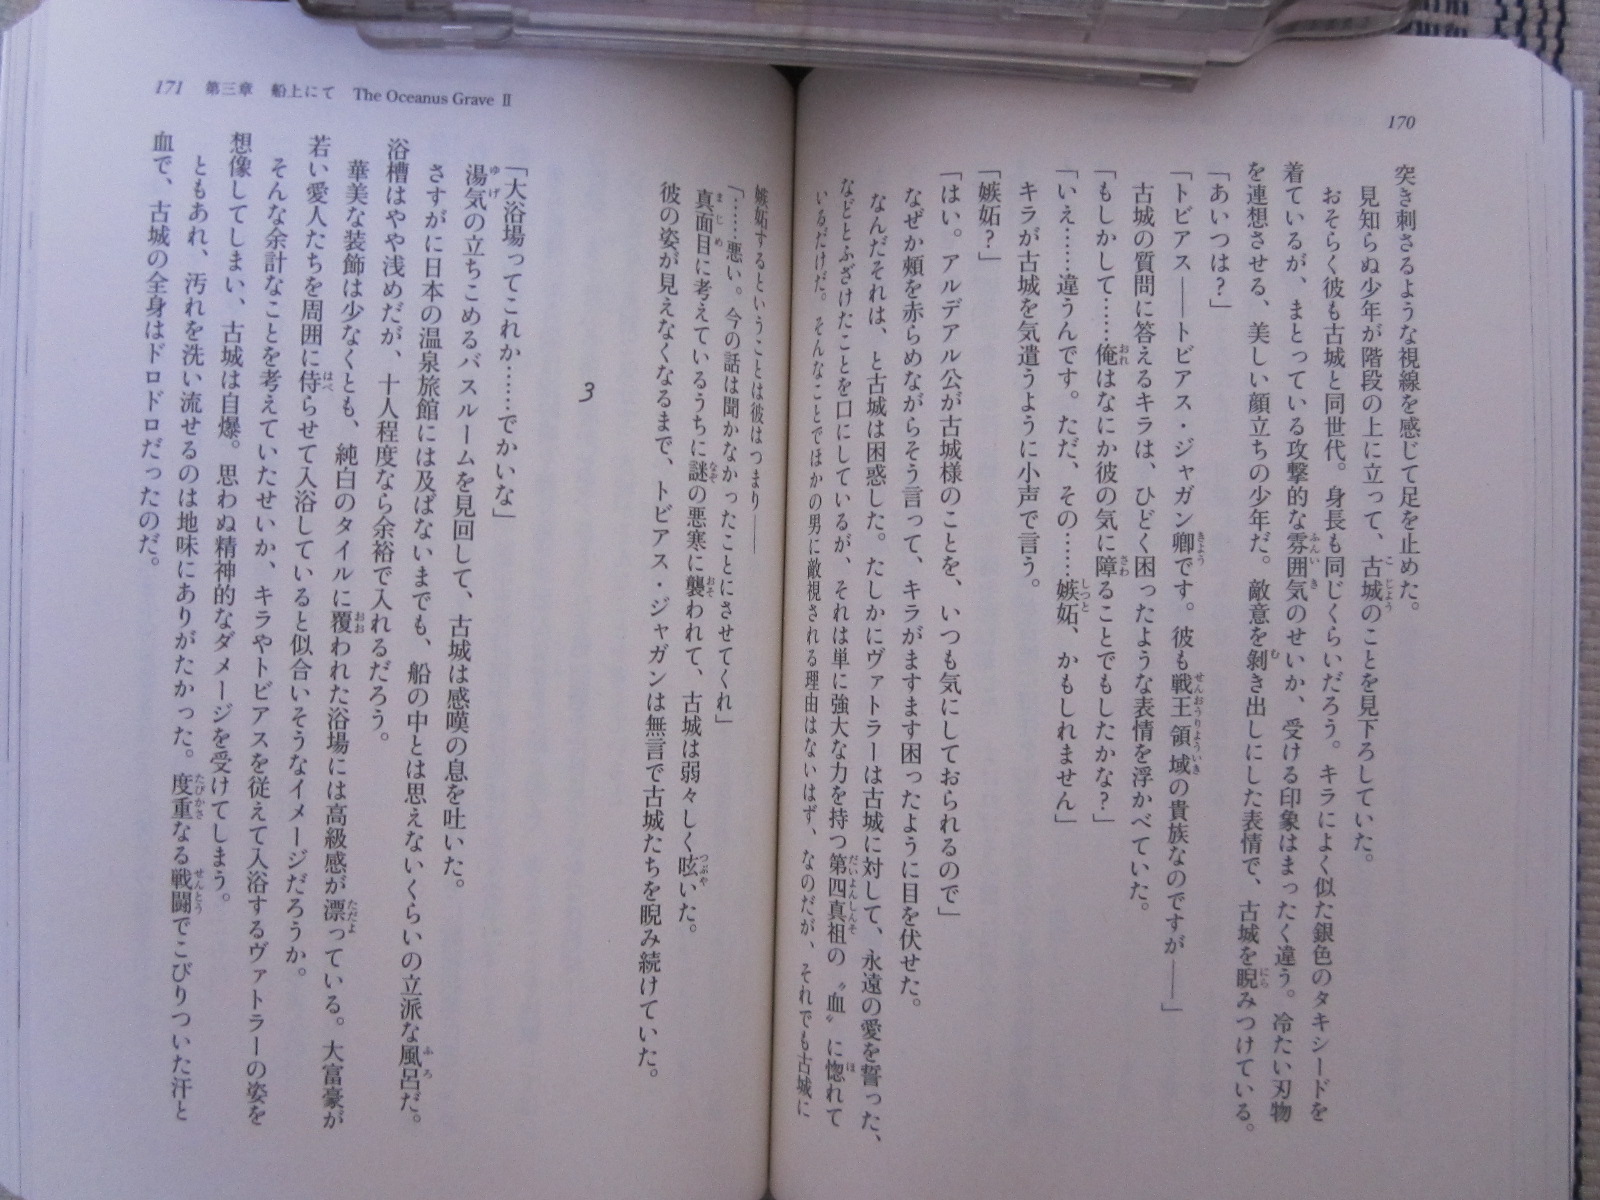 170
突き刺さるような視線を感じて足を止めた。
見知らぬ少年が階段の上に立って、古城のことを見下ろしていた。
おそらく彼も古城と同世代。身長も同じくらいだろう。キラによく似た銀色のタキシードを
着ているが、まとっている攻撃的な雰囲気のせいか、受ける印象はまったく違う。冷たい刃物
を連想させる、美しい顔立ちの少年だ。敵意を剝き出しにした表情で、古城を睨みつけている。
「あいつは？」
「トビアス——トビアス・ジャガン卿です。彼も戦王領域の貴族なのですが——」
古城の質問に答えるキラは、ひどく困ったような表情を浮かべていた。
「もしかして……俺はなにか彼の気に障ることでもしたかな？」
「いえ……違うんです。ただ、その……嫉妬、かもしれません」
キラが古城を気遣うように小声で言う。
「嫉妬？」
「はい。アルデアル公が古城様のことを、いつも気にしておられるので」
なぜか頰を赤らめながらそう言って、キラがますます困ったように目を伏せた。
なんだそれは、と古城は困惑した。たしかにヴァトラーは古城に対して、永遠の愛を誓った、
などとふざけたことを口にしているが、それは単に強大な力を持つ第四真祖の〝血〟に惚れて
いるだけだ。そんなことでほかの男に敵視される理由はないはず、なのだが、それでも古城に
171 第三章 船上にて The Oceanus Grave Ⅱ
嫉妬するということは彼はつまり——
「……悪い。今の話は聞かなかったことにさせてくれ」
真面目に考えているうちに謎の悪寒に襲われて、古城は弱々しく呟いた。
彼の姿が見えなくなるまで、トビアス・ジャガンは無言で古城たちを睨み続けていた。
3
「大浴場ってこれか……でかいな」
湯気の立ちこめるバスルームを見回して、古城は感嘆の息を吐いた。
さすがに日本の温泉旅館には及ばないまでも、船の中とは思えないくらいの立派な風呂だ。
浴槽はやや浅めだが、十人程度なら余裕で入れるだろう。
華美な装飾は少なくとも、純白のタイルに覆われた浴場には高級感が漂っている。大富豪が
若い愛人たちを周囲に侍らせて入浴していると似合いそうなイメージだろうか。
そんな余計なことを考えていたせいか、キラやトビアスを従えて入浴するヴァトラーの姿を
想像してしまい、古城は自爆。思わぬ精神的なダメージを受けてしまう。
ともあれ、汚れを洗い流せるのは地味にありがたかった。度重なる戦闘でこびりついた汗と
血で、古城の全身はドロドロだったのだ。